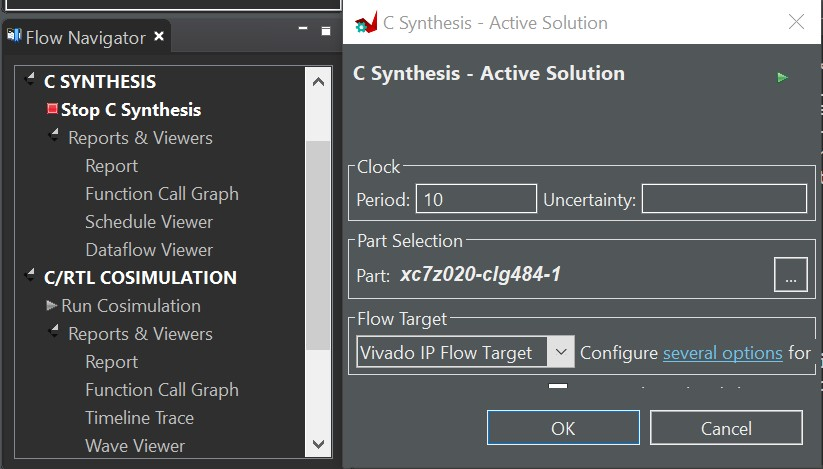 Flow Navigator
C SYNTHESIS
Stop C Synthesis
Reports & Viewers
Report
Function Call Graph
Schedule Viewer
Dataflow Viewer
C/RTL COSIMULATION
Run Cosimulation
Reports & Viewers
Report
Function Call Graph
Timeline Trace
Wave Viewer
C Synthesis - Active Solution
C Synthesis - Active Solution
Clock
Period: 10 Uncertainty:
Part Selection
Part: xc7z020-clg484-1
...
Flow Target
Vivado IP Flow Target Configure several options for
OK Cancel